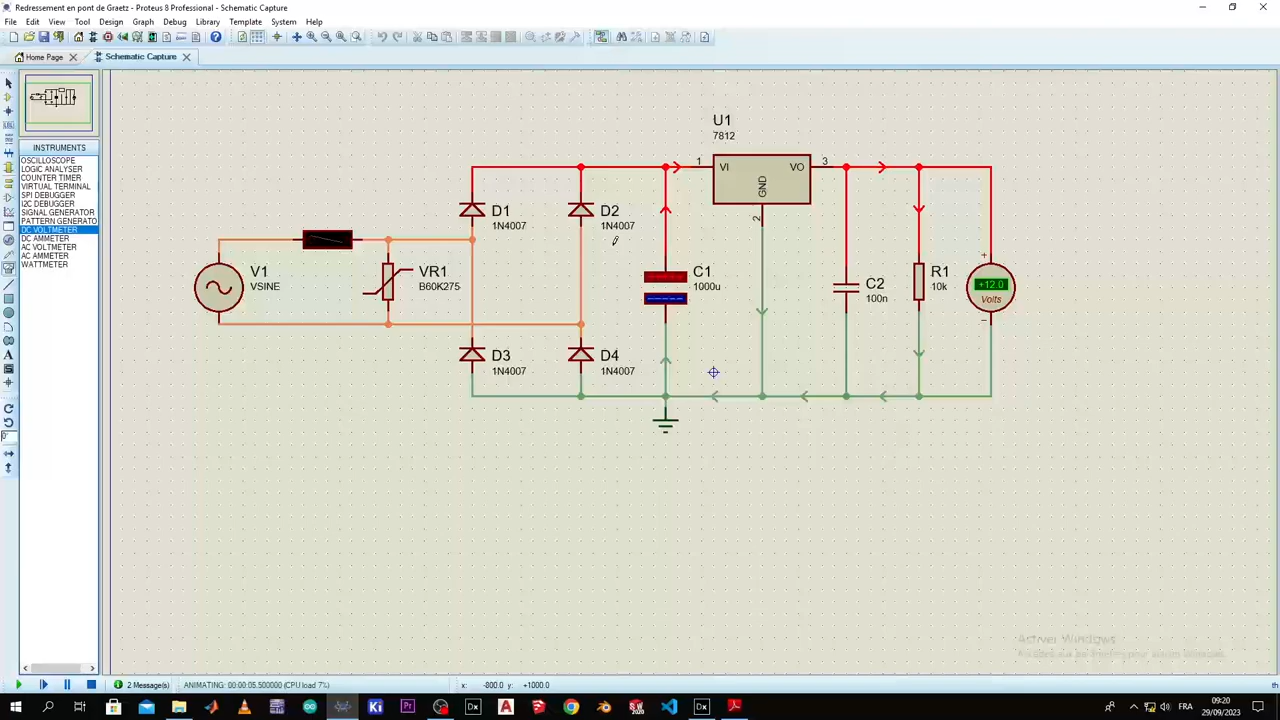 Redressement en pont de Graetz - Proteus 8 Professional - Schematic Capture
File Edit View Tool Design Graph Debug Library Template System Help
Home Page
Schematic Capture
INSTRUMENTS
OSCILLOSCOPE
LOGIC ANALYSER
COUNTER TIMER
VIRTUAL TERMINAL
SPI DEBUGGER
I2C DEBUGGER
SIGNAL GENERATOR
PATTERN GENERATO
DC VOLTMETER
DC AMMETER
AC VOLTMETER
AC AMMETER
WATTMETER
U1
7812
1
VI
VO
3
GND
2
D1
1N4007
D2
1N4007
V1
VSINE
VR1
B60K275
C1
1000u
C2
100n
R1
10k
+
+12.0
Volts
−
D3
1N4007
D4
1N4007
Activer Windows
2 Message(s)
ANIMATING: 00:00:05.500000 (CPU load 7%)
x: -800.0 y: +1000.0
th
FRA
09:20
29/09/2023